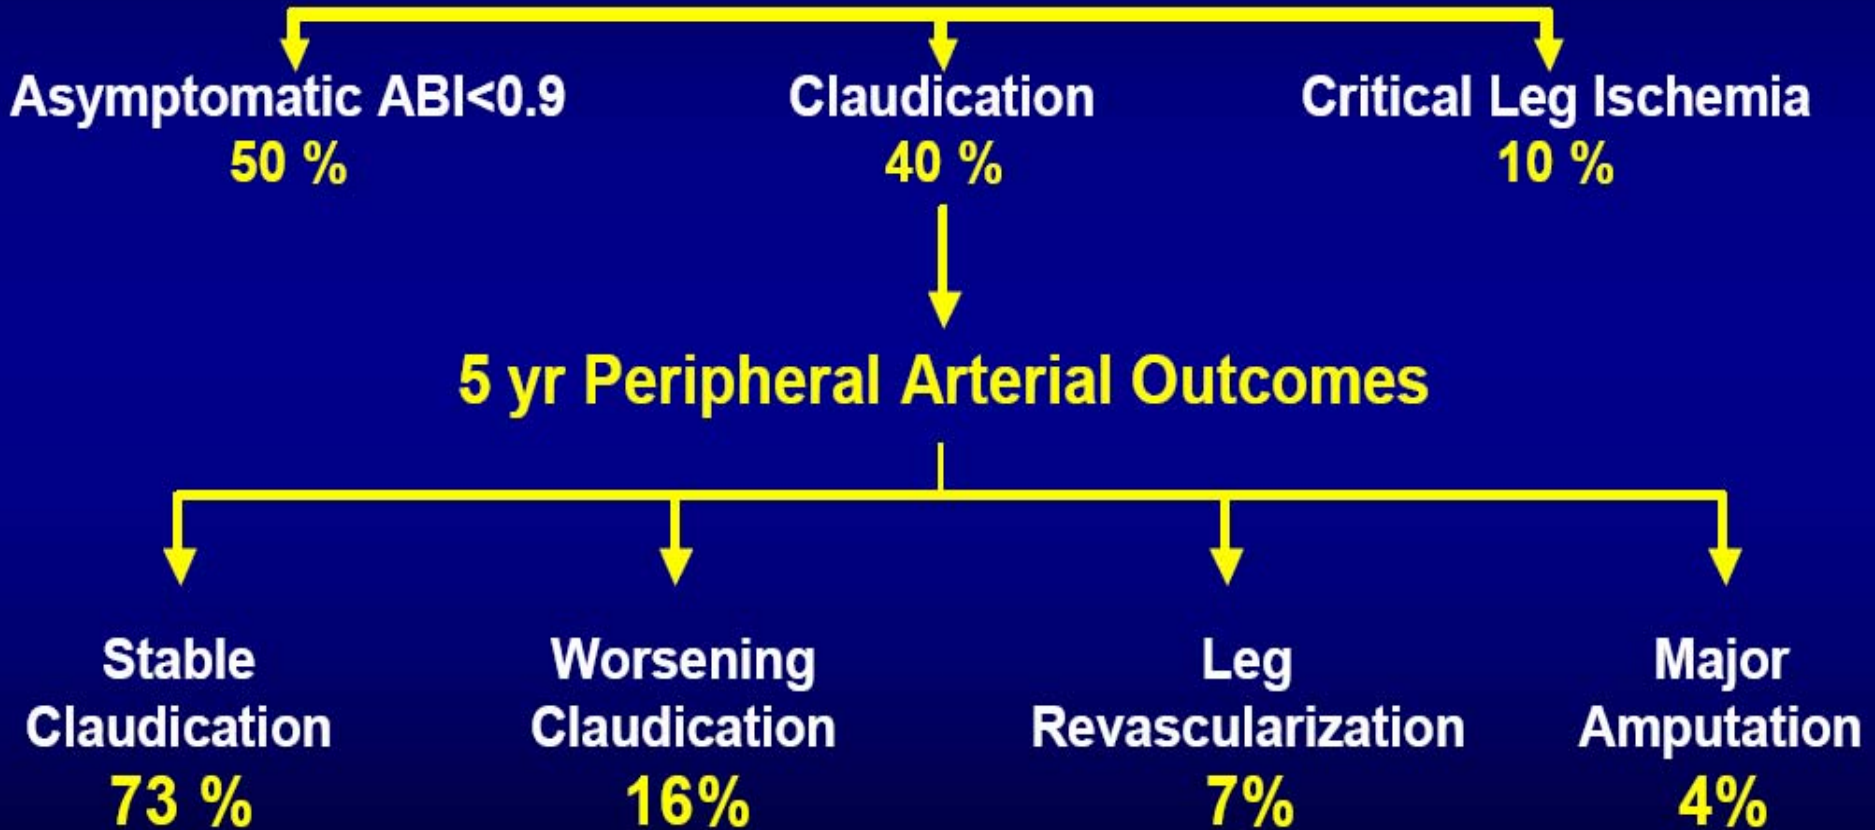 Asymptomatic ABI<0.9
50 %
Claudication
40 %
Critical Leg Ischemia
10 %
5 yr Peripheral Arterial Outcomes
Stable
Claudication
73 %
Worsening
Claudication
16%
Leg
Revascularization
7%
Major
Amputation
4%